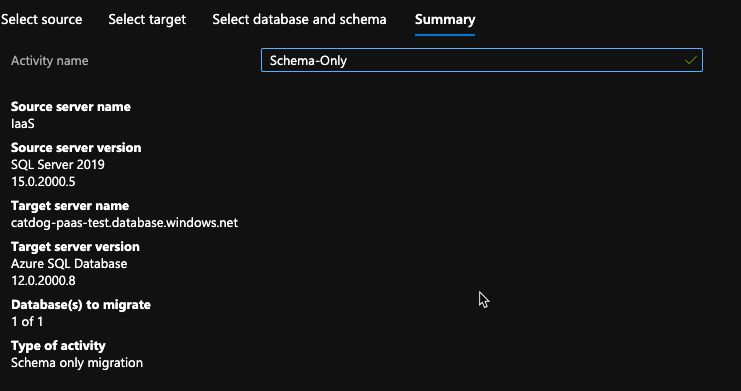 Select source Select target Select database and schema Summary
Activity name Schema-Only
Source server name
IaaS
Source server version
SQL Server 2019
15.0.2000.5
Target server name
catdog-paas-test.database.windows.net
Target server version
Azure SQL Database
12.0.2000.8
Database(s) to migrate
1 of 1
Type of activity
Schema only migration